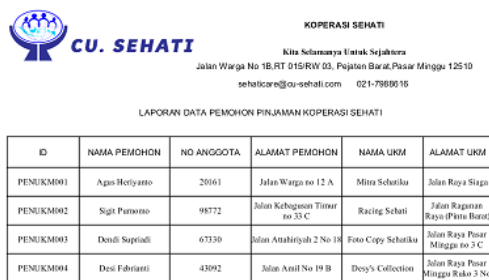 KOPERASI SEHATI
CU. SEHATI
Kita Selamanya Untuk Sejahtera
Jalan Warga No 1B,RT 015/RW 03, Pejaten Barat,Pasar Minggu 12510
sehaticare@cu-sehati.com 021-7988616
LAPORAN DATA PEMOHON PINJAMAN KOPERASI SEHATI
ID NAMA PEMOHON NO ANGGOTA ALAMAT PEMOHON NAMA UKM ALAMAT UKM
PENUKM001 Agus Heriyanto 20161 Jalan Warga no 12 A Mitra Sehatiku Jalan Raya Siaga
PENUKM002 Sigit Purnomo 98772 Jalan Kebagusan Timur no 33 C Racing Sehati Jalan Ragunan Raya (Pintu Barat)
PENUKM003 Dendi Supriadi 67330 Jalan Attahiriyah 2 No 18 Foto Copy Sehatiku Jalan Raya Pasar Minggu no 3 C
PENUKM004 Desi Febrianti 43092 Jalan Amil No 19 B Desy's Collection Jalan Raya Pasar Minggu Ruko 3 No